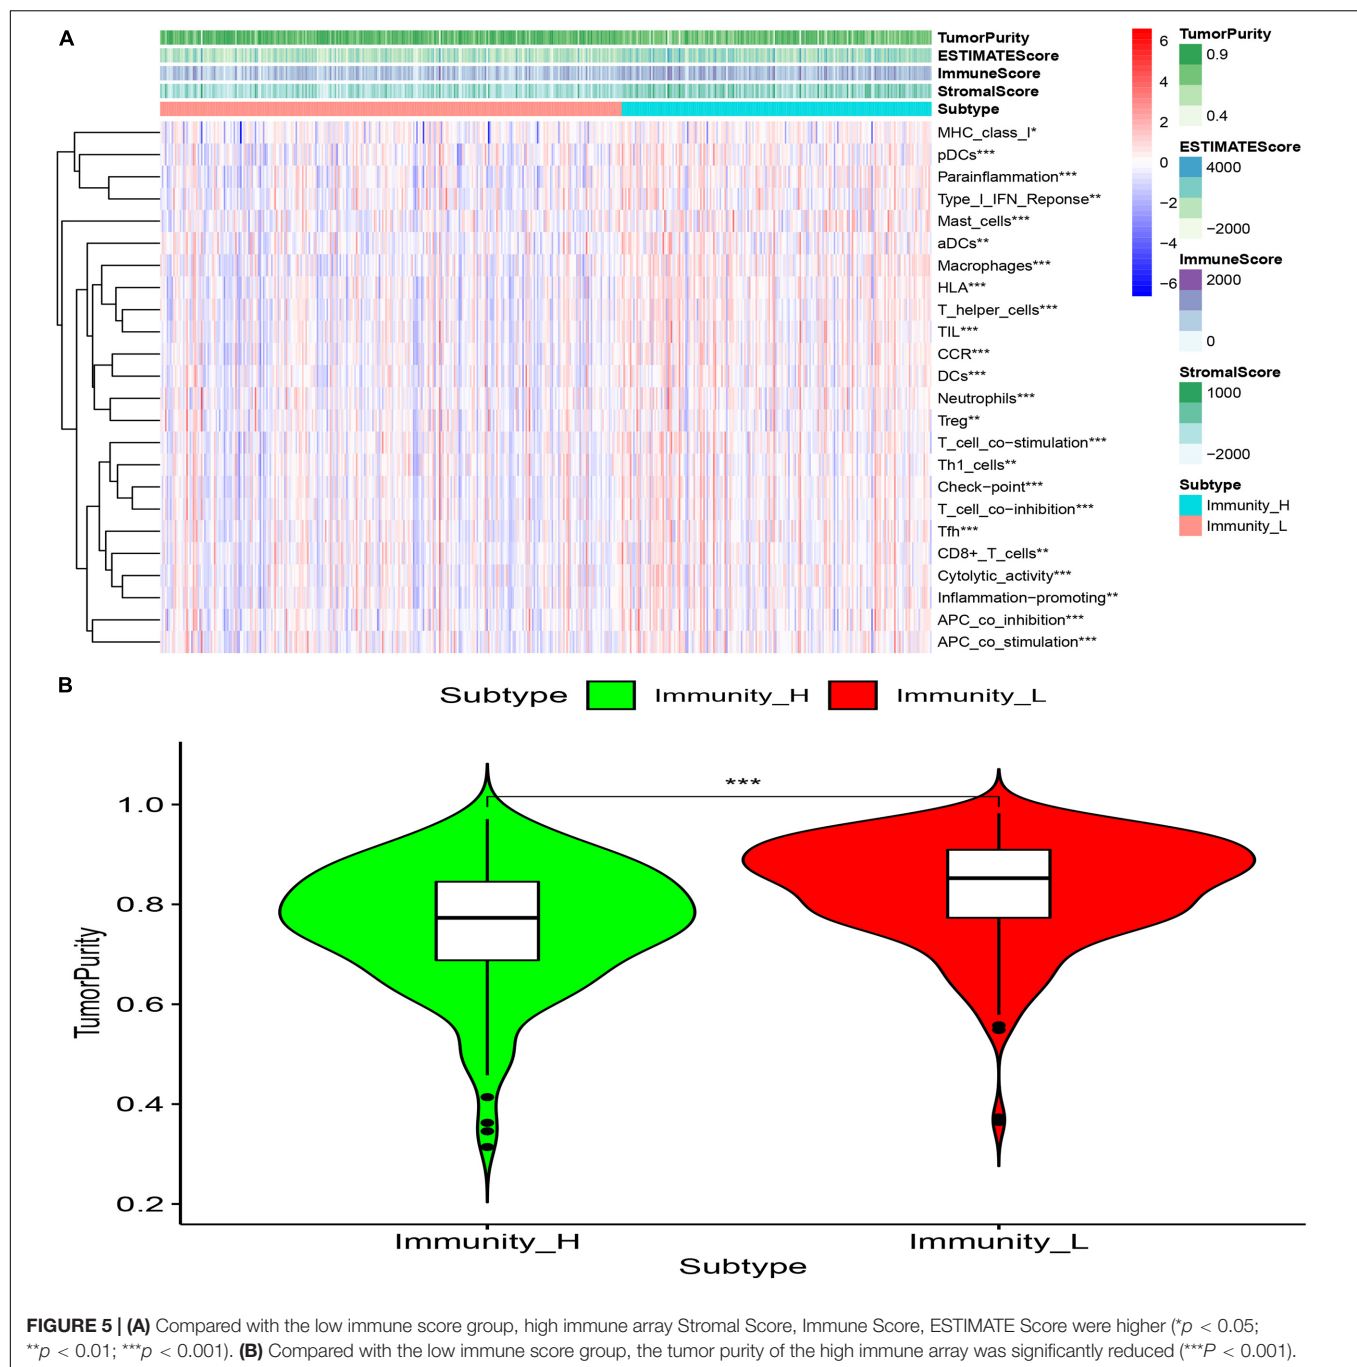 A
TumorPurity
ESTIMATEScore
ImmuneScore
StromalScore
Subtype
MHC_class_I*
pDCs***
Parainflammation***
Type_I_IFN_Reponse**
Mast_cells***
aDCs**
Macrophages***
HLA***
T_helper_cells***
TIL***
CCR***
DCs***
Neutrophils***
Treg**
T_cell_co−stimulation***
Th1_cells**
Check−point***
T_cell_co−inhibition***
Tfh***
CD8+_T_cells**
Cytolytic_activity***
Inflammation−promoting**
APC_co_inhibition***
APC_co_stimulation***
6
4
2
0
−2
−4
−6
TumorPurity
0.9
0.4
ESTIMATEScore
4000
−2000
ImmuneScore
2000
0
StromalScore
1000
−2000
Subtype
Immunity_H
Immunity_L
B
Subtype Immunity_H Immunity_L
***
1.0
0.8
0.6
0.4
0.2
TumorPurity
Immunity_H Immunity_L
Subtype
FIGURE 5 | (A) Compared with the low immune score group, high immune array Stromal Score, Immune Score, ESTIMATE Score were higher (*p < 0.05;
**p < 0.01; ***p < 0.001). (B) Compared with the low immune score group, the tumor purity of the high immune array was significantly reduced (***P < 0.001).